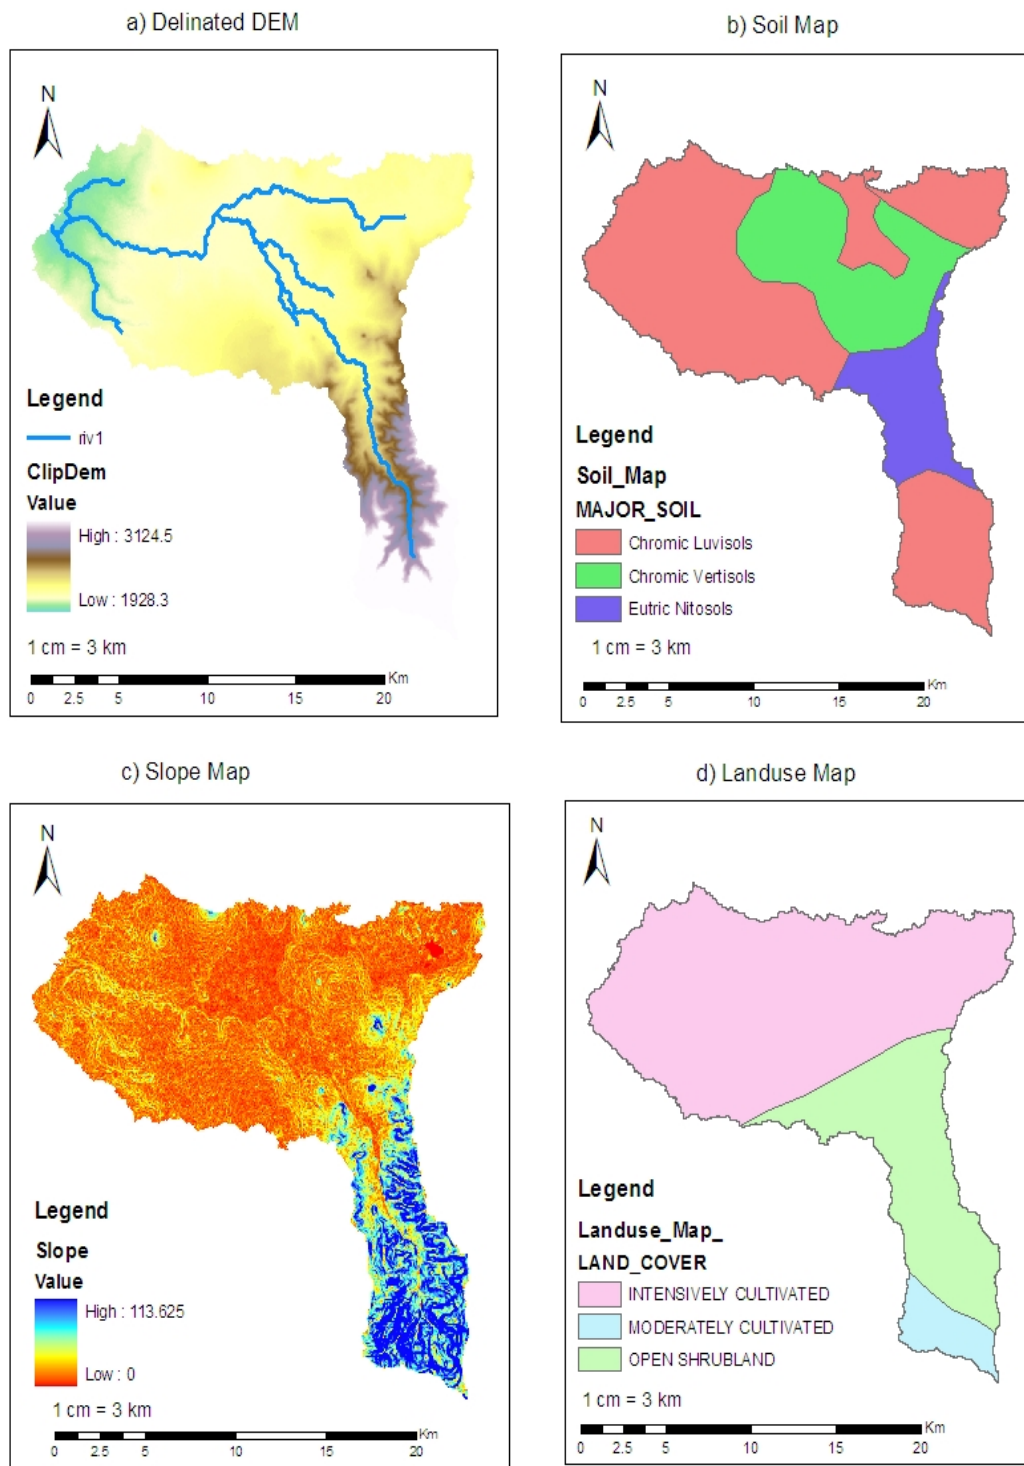 a) Delinated DEM
N
Legend
riv1
ClipDem
Value
High : 3124.5
Low : 1928.3
1 cm = 3 km
Km
0 2.5 5 10 15 20
b) Soil Map
N
Legend
Soil_Map
MAJOR_SOIL
Chromic Luvisols
Chromic Vertisols
Eutric Nitosols
1 cm = 3 km
Km
0 2.5 5 10 15 20
c) Slope Map
N
Legend
Slope
Value
High : 113.625
Low : 0
1 cm = 3 km
Km
0 2.5 5 10 15 20
d) Landuse Map
N
Legend
Landuse_Map_
LAND_COVER
INTENSIVELY CULTIVATED
MODERATELY CULTIVATED
OPEN SHRUBLAND
1 cm = 3 km
Km
0 2.5 5 10 15 20